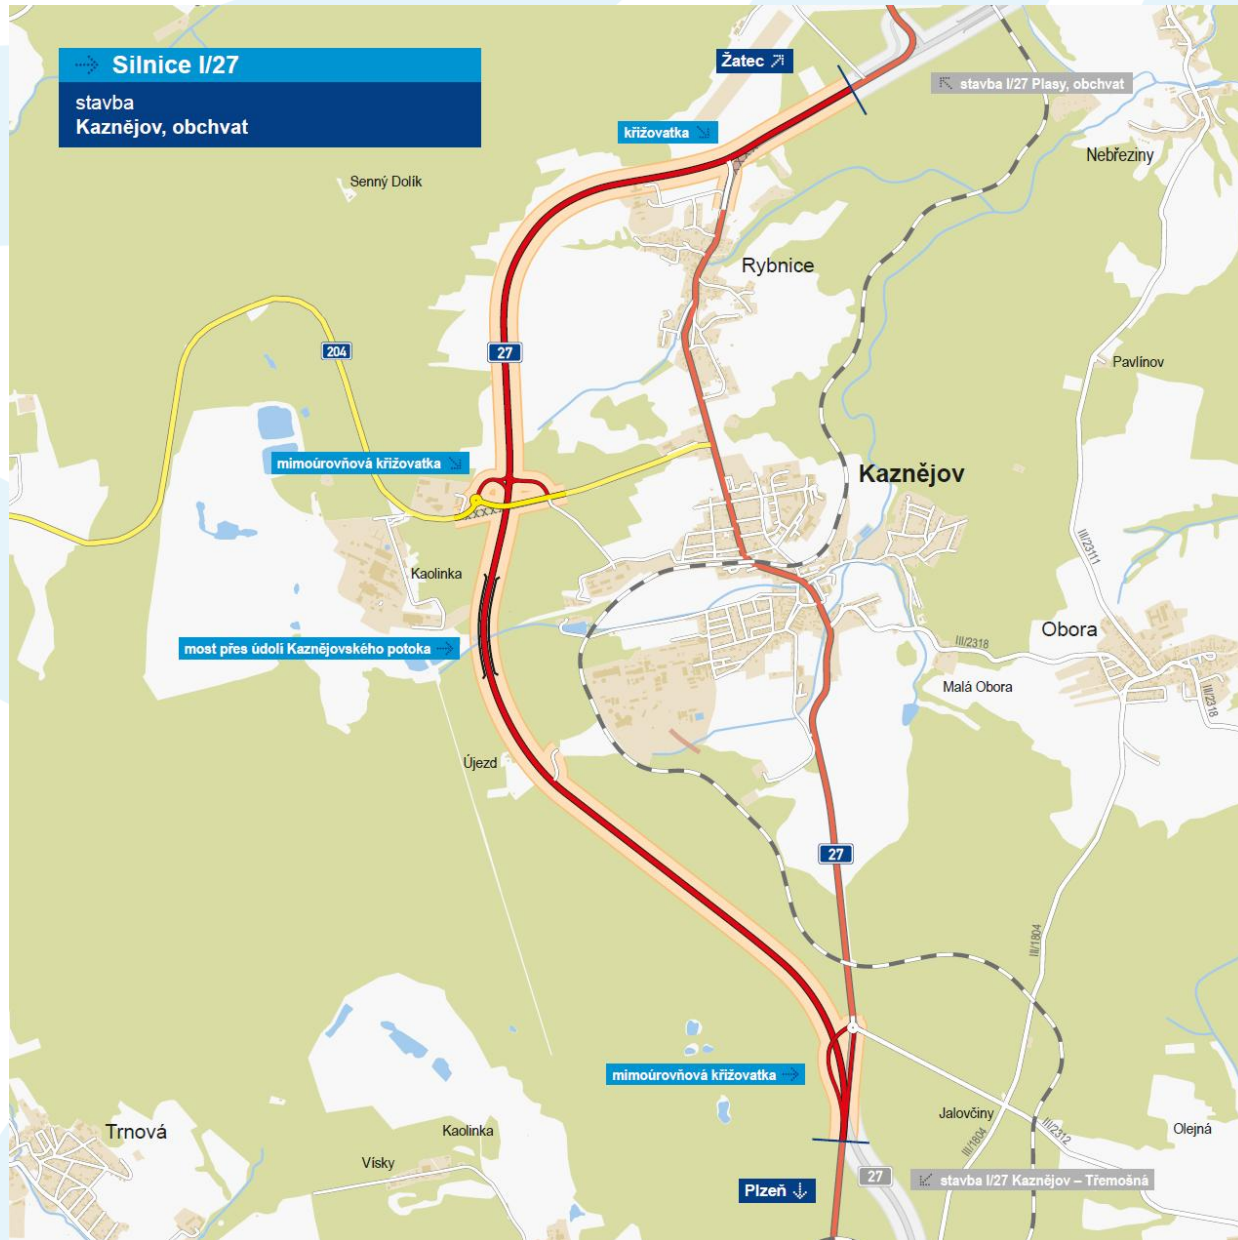 Silnice I/27
stavba
Kaznějov, obchvat
Žatec
stavba I/27 Plasy, obchvat
křižovatka
Nebřeziny
Senný Dolík
Rybnice
204
27
Pavlínov
mimoúrovňová křižovatka
Kaznějov
III/23111
Kaolinka
Obora
most přes údolí Kaznějovského potoka
III/2318
Malá Obora
III/2318
Újezd
27
III/1804
mimoúrovňová křižovatka
Jalovčiny
Trnová
Kaolinka
III/2312
Olejná
III/1804
Vísky
27
stavba I/27 Kaznějov – Třemošná
Plzeň